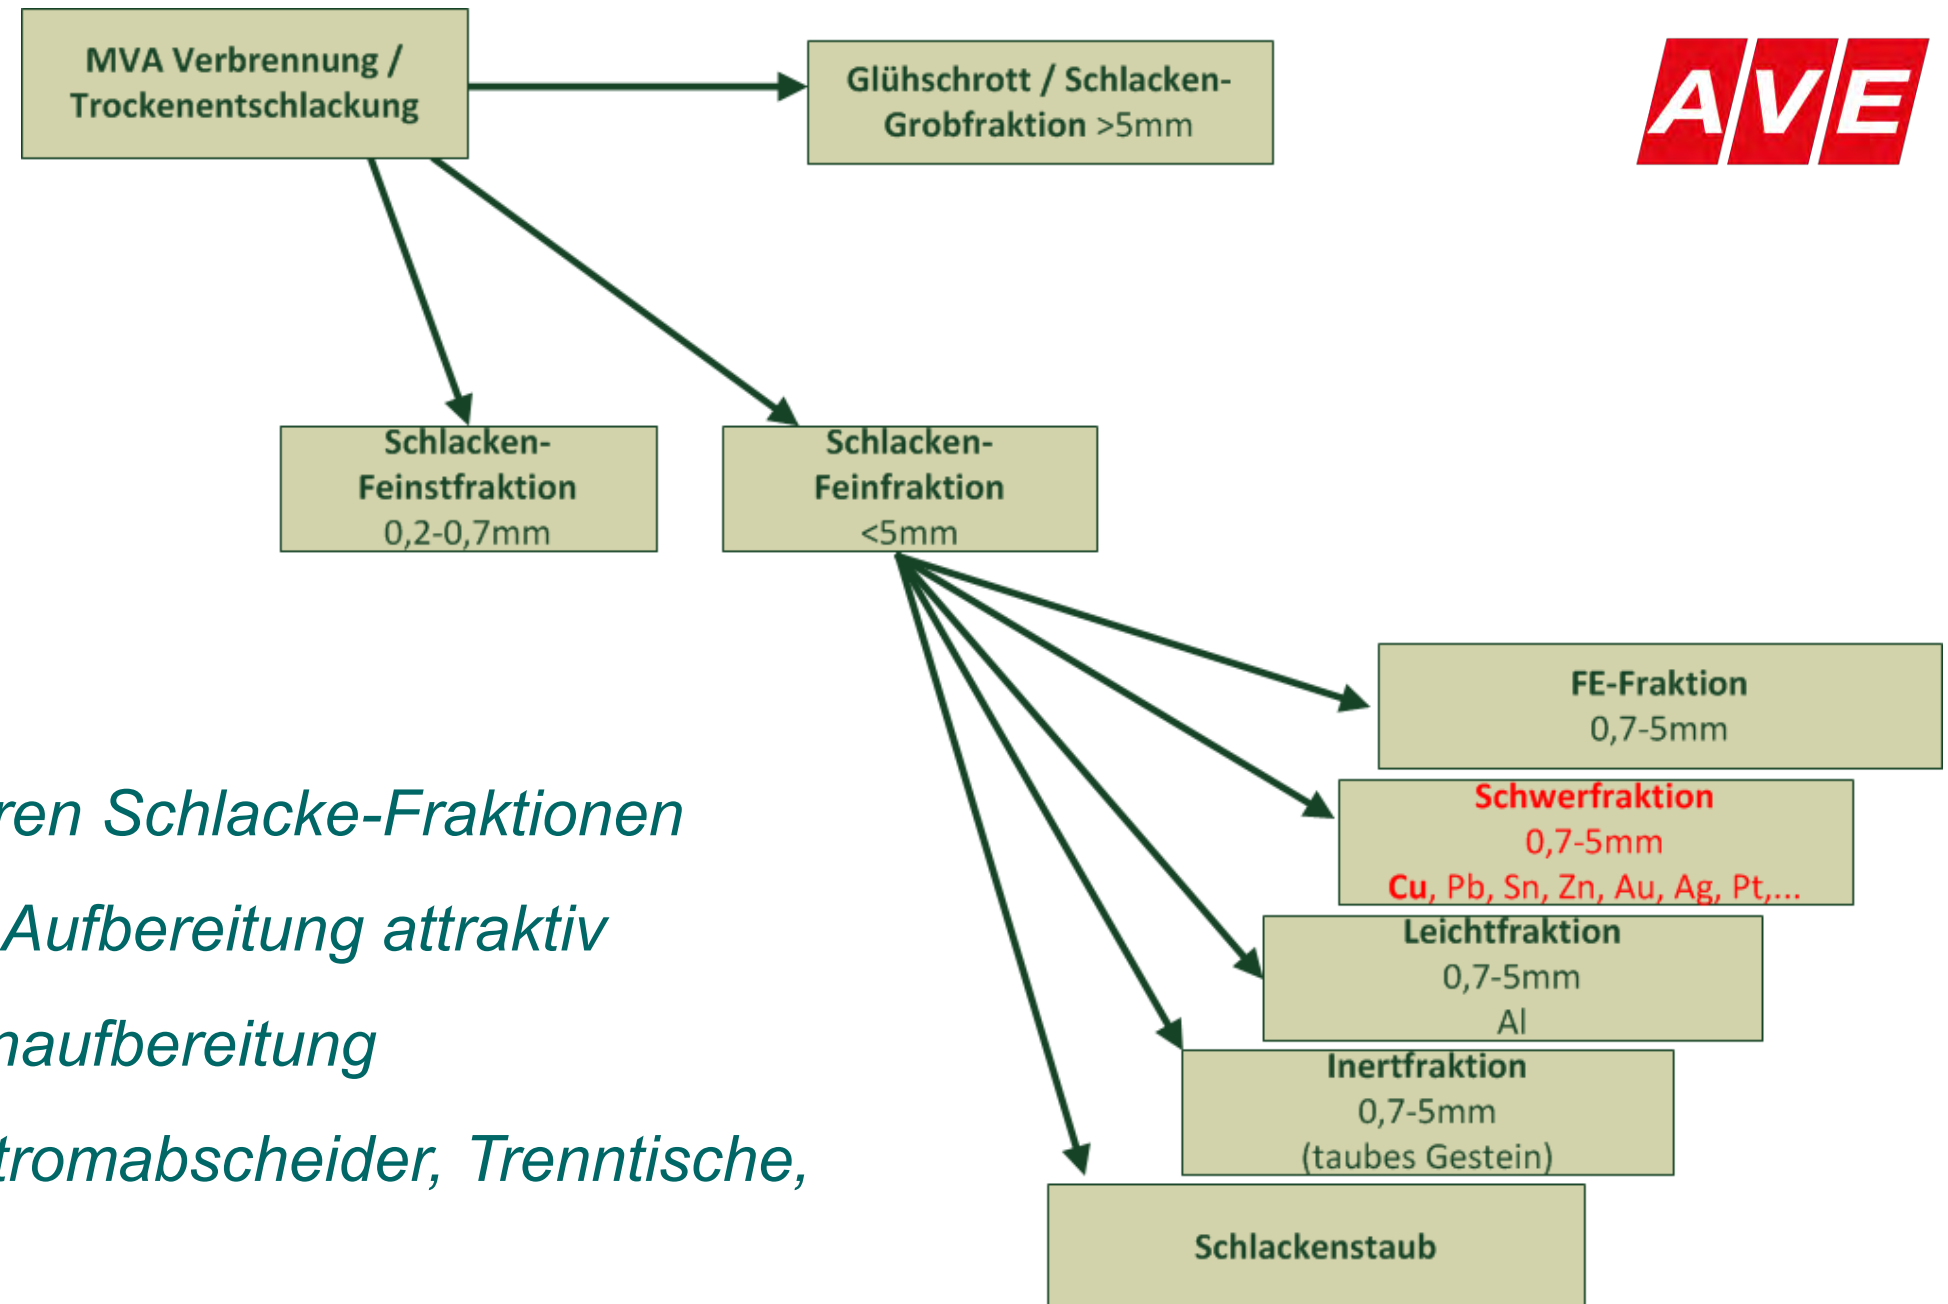 MVA Verbrennung /
Trockenentschlackung
Glühschrott / Schlacken-
Grobfraktion >5mm
AVE
Schlacken-
Feinstfraktion
0,2-0,7mm
Schlacken-
Feinfraktion
<5mm
FE-Fraktion
0,7-5mm
Schwerfraktion
0,7-5mm
Cu, Pb, Sn, Zn, Au, Ag, Pt,...
Leichtfraktion
0,7-5mm
Al
Inertfraktion
0,7-5mm
(taubes Gestein)
Schlackenstaub
ren Schlacke-Fraktionen
Aufbereitung attraktiv
naufbereitung
tromabscheider, Trenntische,